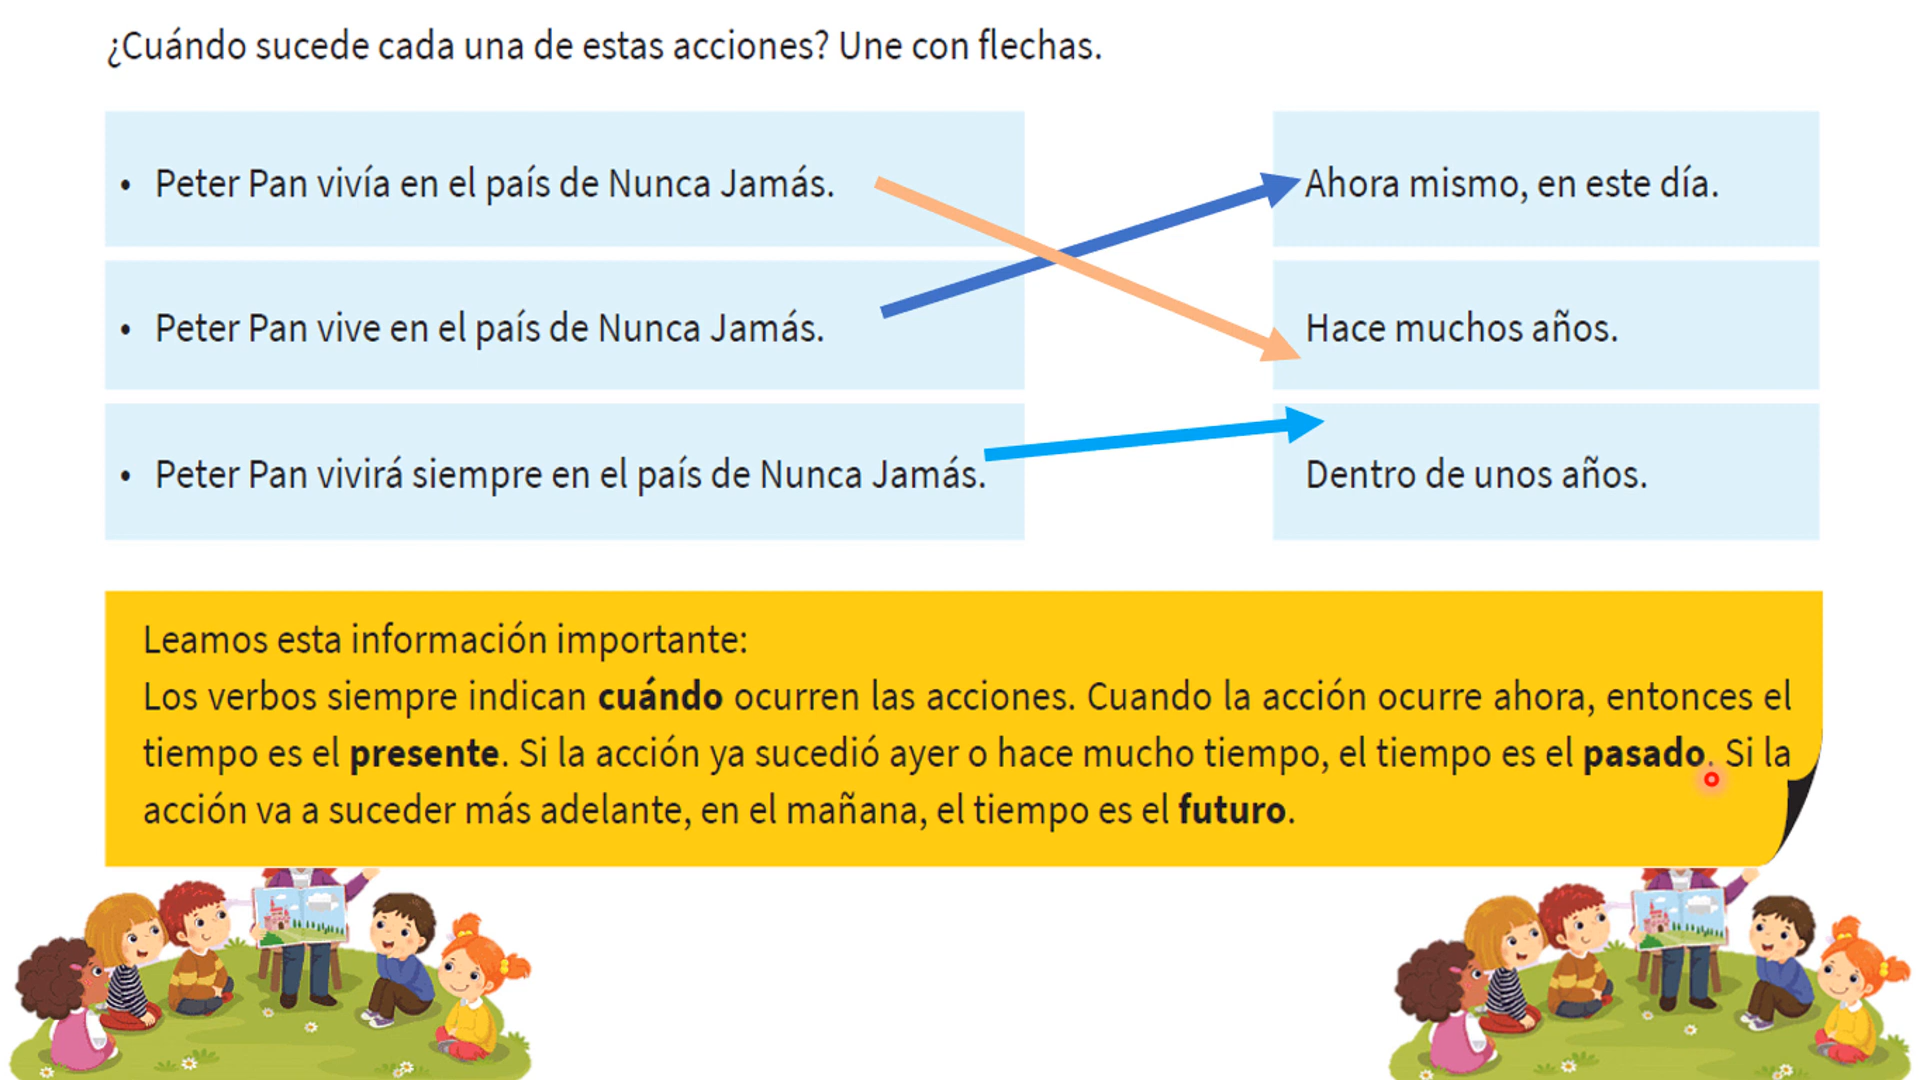 ¿Cuándo sucede cada una de estas acciones? Une con flechas.
• Peter Pan vivía en el país de Nunca Jamás.
Ahora mismo, en este día.
• Peter Pan vive en el país de Nunca Jamás.
Hace muchos años.
• Peter Pan vivirá siempre en el país de Nunca Jamás.
Dentro de unos años.
Leamos esta información importante:
Los verbos siempre indican cuándo ocurren las acciones. Cuando la acción ocurre ahora, entonces el
tiempo es el presente. Si la acción ya sucedió ayer o hace mucho tiempo, el tiempo es el pasado. Si la
acción va a suceder más adelante, en el mañana, el tiempo es el futuro.